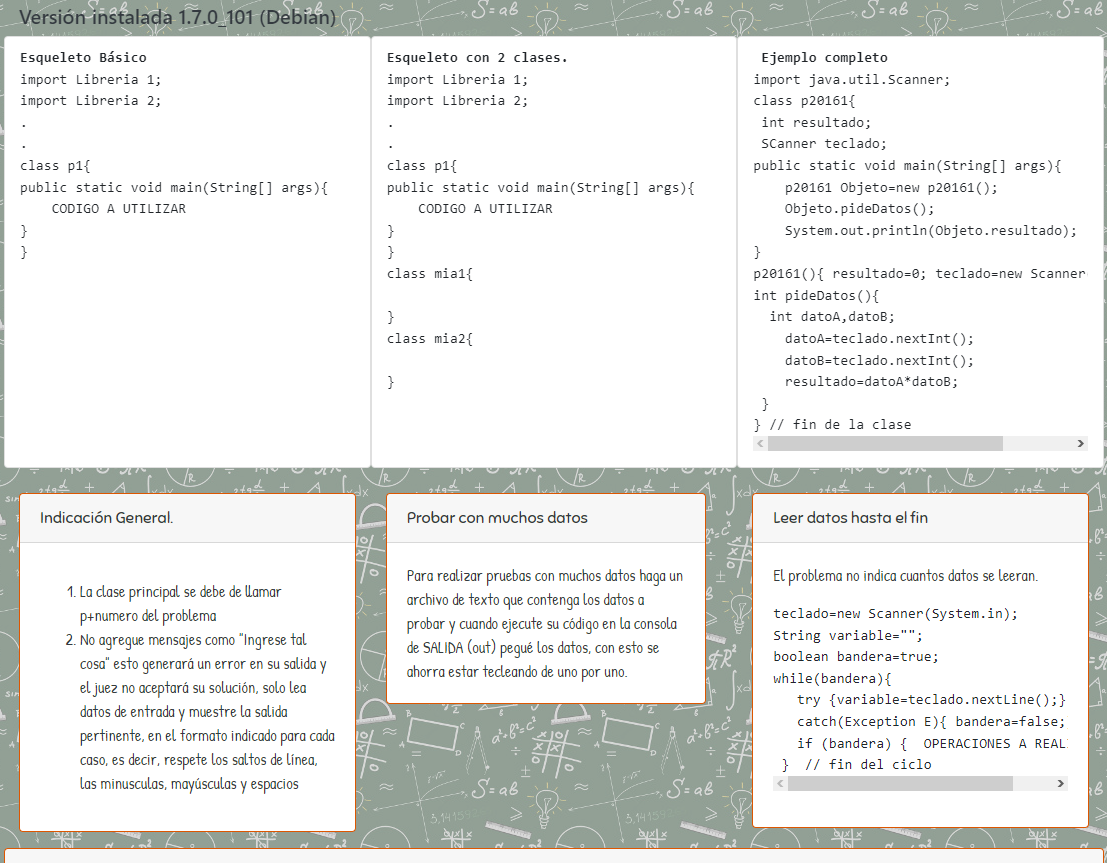 Versión instalada 1.7.0_101 (Debian)
Esqueleto Básico
import Libreria 1;
import Libreria 2;
.
.
class p1{
public static void main(String[] args){
    CODIGO A UTILIZAR
}
}
Esqueleto con 2 clases.
import Libreria 1;
import Libreria 2;
.
.
class p1{
public static void main(String[] args){
    CODIGO A UTILIZAR
}
}
class mia1{
}
class mia2{
}
Ejemplo completo
import java.util.Scanner;
class p20161{
 int resultado;
 SCanner teclado;
public static void main(String[] args){
    p20161 Objeto=new p20161();
    Objeto.pideDatos();
    System.out.println(Objeto.resultado);
}
p20161(){ resultado=0; teclado=new Scanner
int pideDatos(){
  int datoA,datoB;
    datoA=teclado.nextInt();
    datoB=teclado.nextInt();
    resultado=datoA*datoB;
 }
} // fin de la clase
Indicación General.
1. La clase principal se debe de llamar
p+numero del problema
2. No agregue mensajes como "Ingrese tal
cosa" esto generará un error en su salida y
el juez no aceptará su solución, solo lea
datos de entrada y muestre la salida
pertinente, en el formato indicado para cada
caso, es decir, respete los saltos de línea,
las minusculas, mayúsculas y espacios
Probar con muchos datos
Para realizar pruebas con muchos datos haga un
archivo de texto que contenga los datos a
probar y cuando ejecute su código en la consola
de SALIDA (out) pegué los datos, con esto se
ahorra estar tecleando de uno por uno.
Leer datos hasta el fin
El problema no indica cuantos datos se leeran.
teclado=new Scanner(System.in);
String variable="";
boolean bandera=true;
while(bandera){
   try {variable=teclado.nextLine();}
   catch(Exception E){ bandera=false;
   if (bandera) {  OPERACIONES A REAL
 }  // fin del ciclo